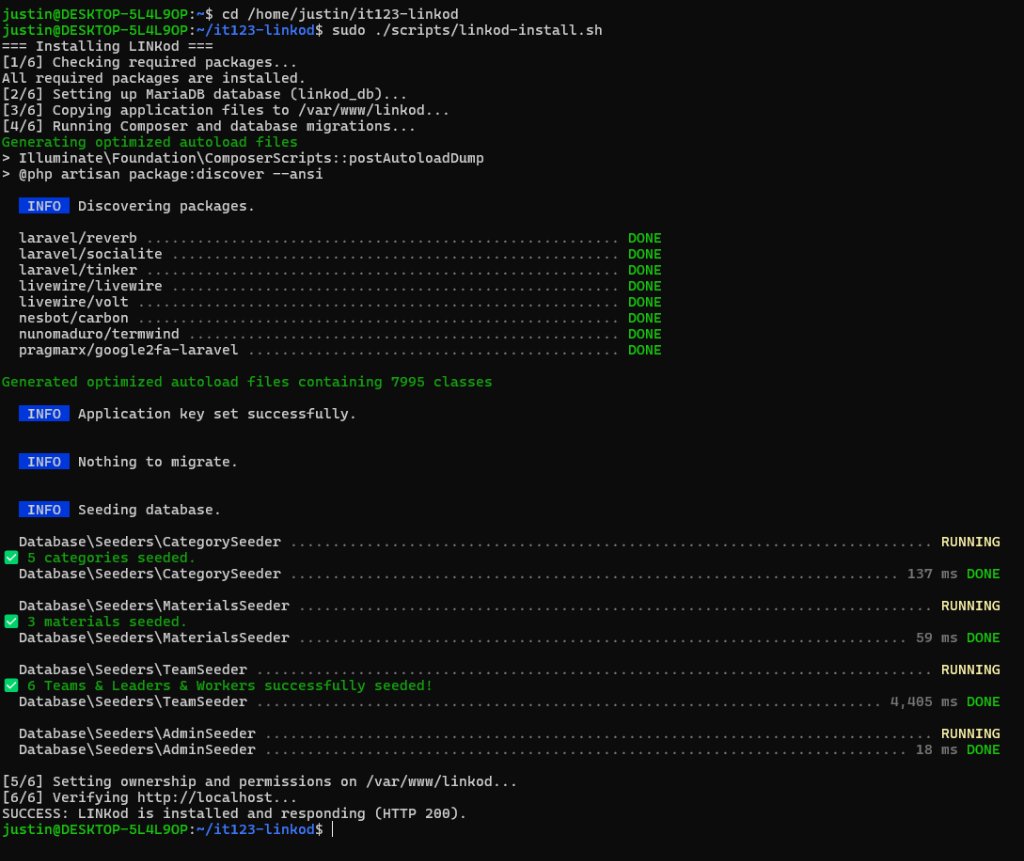 justin@DESKTOP-5L4L9OP:~$ cd /home/justin/it123-linkod
justin@DESKTOP-5L4L9OP:~/it123-linkod$ sudo ./scripts/linkod-install.sh
=== Installing LINKod ===
[1/6] Checking required packages...
All required packages are installed.
[2/6] Setting up MariaDB database (linkod_db)...
[3/6] Copying application files to /var/www/linkod...
[4/6] Running Composer and database migrations...
Generating optimized autoload files
> Illuminate\Foundation\ComposerScripts::postAutoloadDump
> @php artisan package:discover --ansi
INFO Discovering packages.
laravel/reverb ........................................................ DONE
laravel/socialite ..................................................... DONE
laravel/tinker ........................................................ DONE
livewire/livewire ..................................................... DONE
livewire/volt ......................................................... DONE
nesbot/carbon ......................................................... DONE
nunomaduro/termwind ................................................... DONE
pragmarx/google2fa-laravel ............................................ DONE
Generated optimized autoload files containing 7995 classes
INFO Application key set successfully.
INFO Nothing to migrate.
INFO Seeding database.
Database\Seeders\CategorySeeder ............................................................................ RUNNING
✅ 5 categories seeded.
Database\Seeders\CategorySeeder ........................................................................ 137 ms DONE
Database\Seeders\MaterialsSeeder ........................................................................... RUNNING
✅ 3 materials seeded.
Database\Seeders\MaterialsSeeder ........................................................................ 59 ms DONE
Database\Seeders\TeamSeeder ................................................................................ RUNNING
✅ 6 Teams & Leaders & Workers successfully seeded!
Database\Seeders\TeamSeeder .......................................................................... 4,405 ms DONE
Database\Seeders\AdminSeeder ............................................................................... RUNNING
Database\Seeders\AdminSeeder ............................................................................ 18 ms DONE
[5/6] Setting ownership and permissions on /var/www/linkod...
[6/6] Verifying http://localhost...
SUCCESS: LINKod is installed and responding (HTTP 200).
justin@DESKTOP-5L4L9OP:~/it123-linkod$